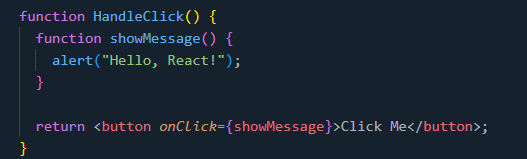 function HandleClick() {
  function showMessage() {
    alert("Hello, React!");
  }

  return <button onClick={showMessage}>Click Me</button>;
}